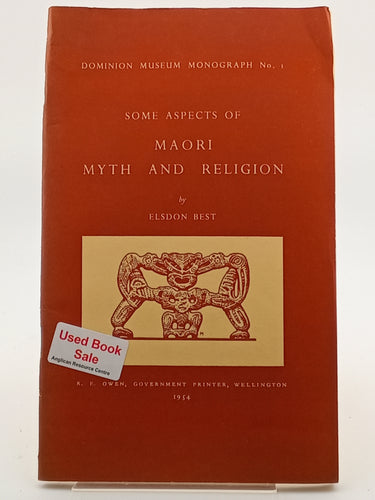 DOMINION MUSEUM MONOGRAPH No. 1
SOME ASPECTS OF
MAORI
MYTH AND RELIGION
by
ELSDON BEST
Used Book
Sale
Anglican Resource Centre
R. E. OWEN, GOVERNMENT PRINTER, WELLINGTON
1954